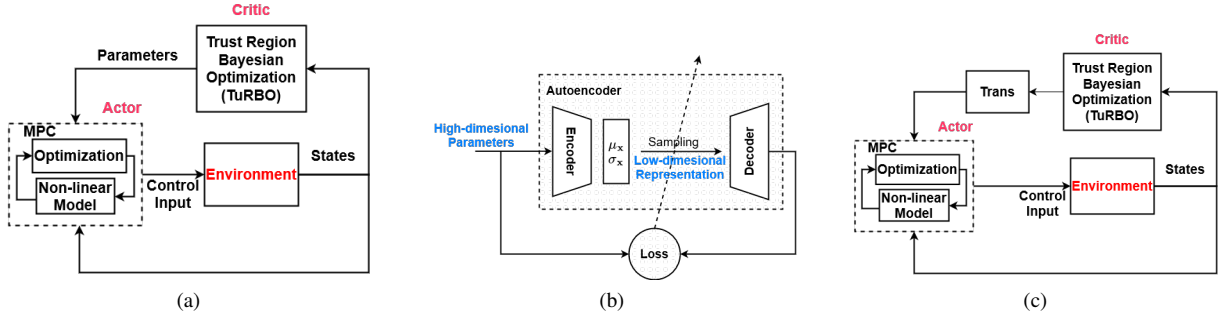 Critic
Trust Region
Bayesian
Optimization
(TuRBO)
Parameters
Actor
MPC
Optimization
Non-linear
Model
Control
Input
Environment
States
(a)
Autoencoder
High-dimesional
Parameters
Encoder
μx
σx
Sampling
Low-dimesional
Representation
Decoder
Loss
(b)
Critic
Trust Region
Bayesian
Optimization
(TuRBO)
Trans
Actor
MPC
Optimization
Non-linear
Model
Control
Input
Environment
States
(c)